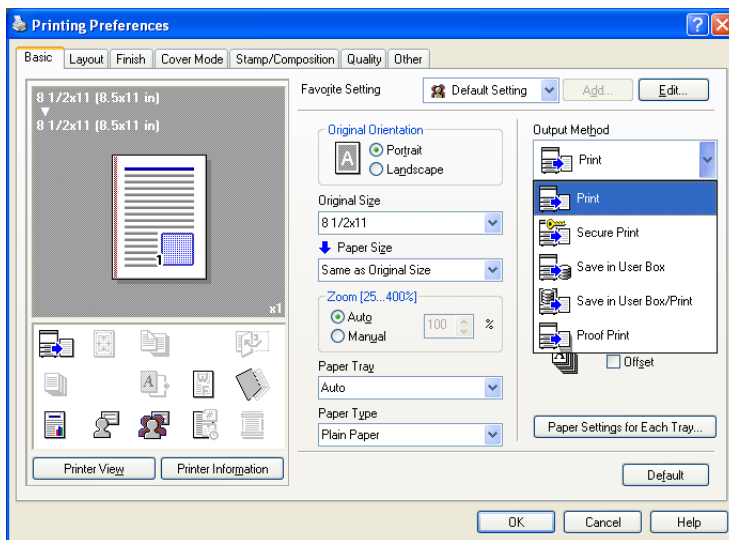 Printing Preferences
Basic
Layout
Finish
Cover Mode
Stamp/Composition
Quality
Other
8 1/2x11 (8.5x11 in)
8 1/2x11 (8.5x11 in)
1
x1
Printer View
Printer Information
Favorite Setting
Default Setting
Add...
Edit...
Original Orientation
A
Portrait
Landscape
Original Size
8 1/2x11
Paper Size
Same as Original Size
Zoom [25...400%]
Auto
Manual
100
%
Paper Tray
Auto
Paper Type
Plain Paper
Output Method
Print
Print
Secure Print
Save in User Box
Save in User Box/Print
Proof Print
Offset
Paper Settings for Each Tray...
Default
OK
Cancel
Help